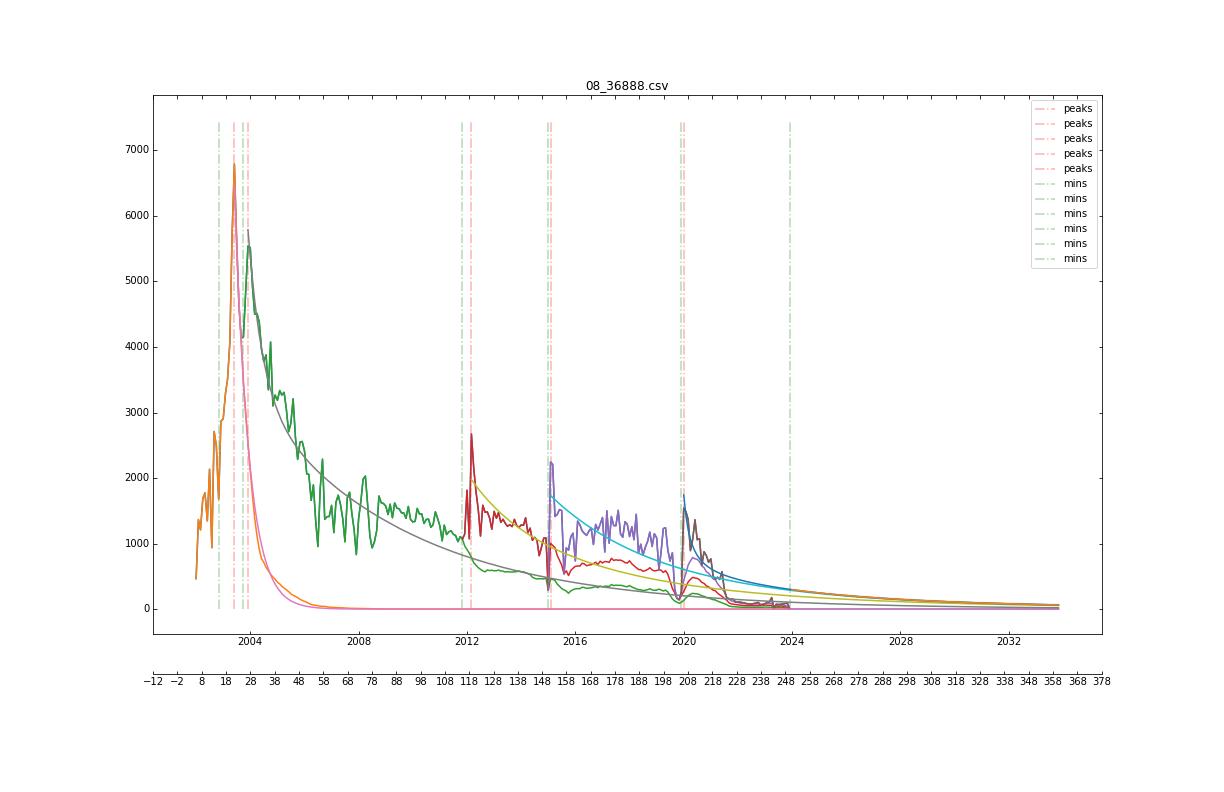 08_36888.csv
peaks
peaks
peaks
peaks
peaks
mins
mins
mins
mins
mins
mins
7000
6000
5000
4000
3000
2000
1000
0
2004 2008 2012 2016 2020 2024 2028 2032
−12 −2 8 18 28 38 48 58 68 78 88 98 108 118 128 138 148 158 168 178 188 198 208 218 228 238 248 258 268 278 288 298 308 318 328 338 348 358 368 378